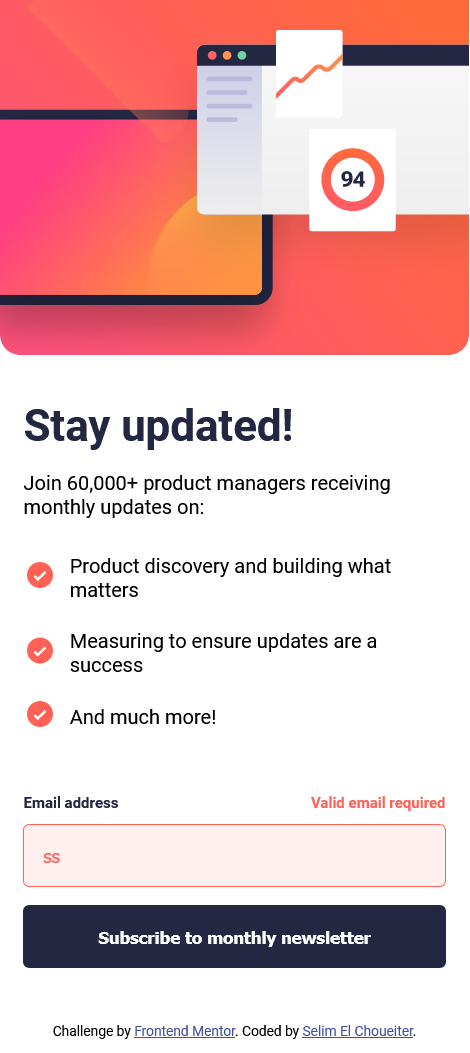 94
Stay updated!
Join 60,000+ product managers receiving
monthly updates on:
Product discovery and building what
matters
Measuring to ensure updates are a
success
And much more!
Email address
Valid email required
ss
Subscribe to monthly newsletter
Challenge by Frontend Mentor. Coded by Selim El Choueiter.